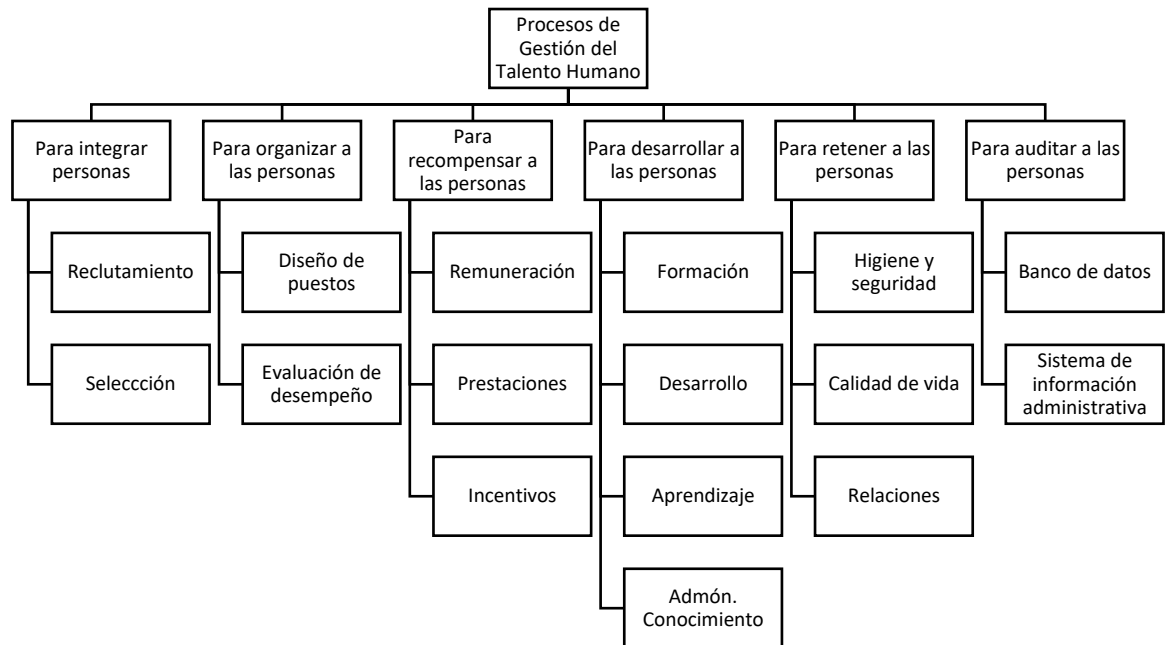 Procesos de
Gestión del
Talento Humano
Para integrar
personas
Para organizar a
las personas
Para
recompensar a
las personas
Para desarrollar a
las personas
Para retener a las
personas
Para auditar a las
personas
Reclutamiento
Seleccción
Diseño de
puestos
Evaluación de
desempeño
Remuneración
Prestaciones
Incentivos
Formación
Desarrollo
Aprendizaje
Admón.
Conocimiento
Higiene y
seguridad
Calidad de vida
Relaciones
Banco de datos
Sistema de
información
administrativa